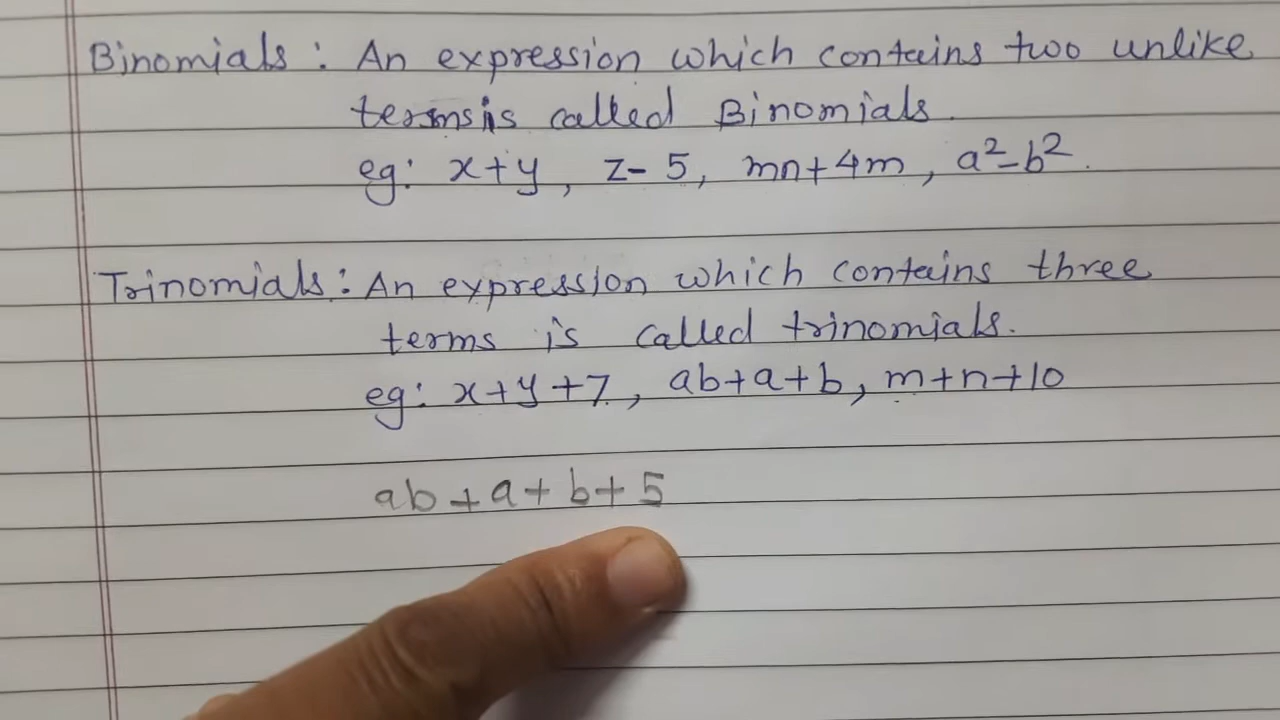 Binomials : An expression which contains two unlike
terms is called Binomials.
eg: x+y, z-5, mn+4m, a²-b².
Trinomials : An expression which contains three
terms is called trinomials.
eg: x+y+7, ab+a+b, m+n+10
ab+a+b+5